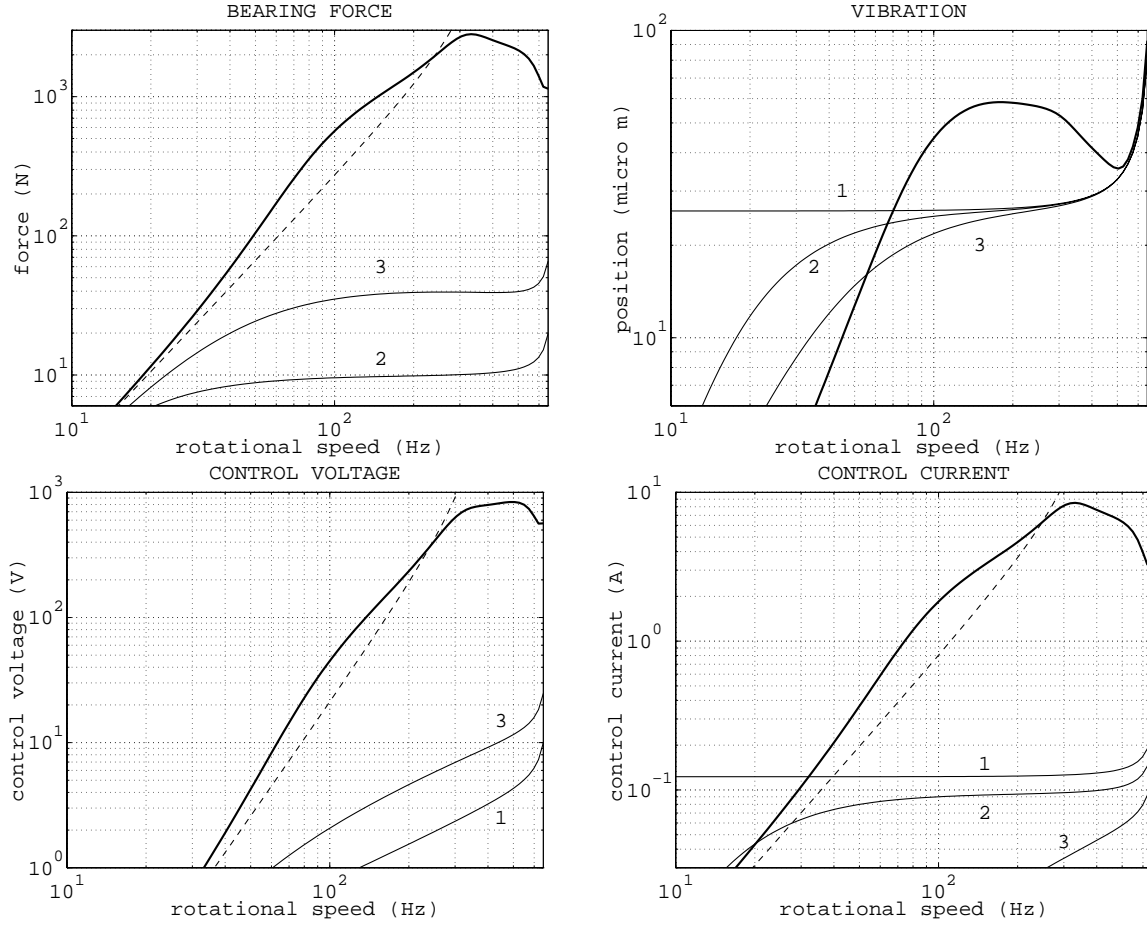 BEARING FORCE
VIBRATION
force (N)
10^3
10^2
10^1
3
2
10^1
10^2
rotational speed (Hz)
position (micro m)
10^2
10^1
1
2
3
10^1
10^2
rotational speed (Hz)
CONTROL VOLTAGE
CONTROL CURRENT
control voltage (V)
10^3
10^2
10^1
10^0
3
1
10^1
10^2
rotational speed (Hz)
control current (A)
10^1
10^0
10^-1
1
2
3
10^1
10^2
rotational speed (Hz)